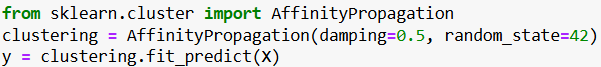 from sklearn.cluster import AffinityPropagation
clustering = AffinityPropagation(damping=0.5, random_state=42)
y = clustering.fit_predict(X)